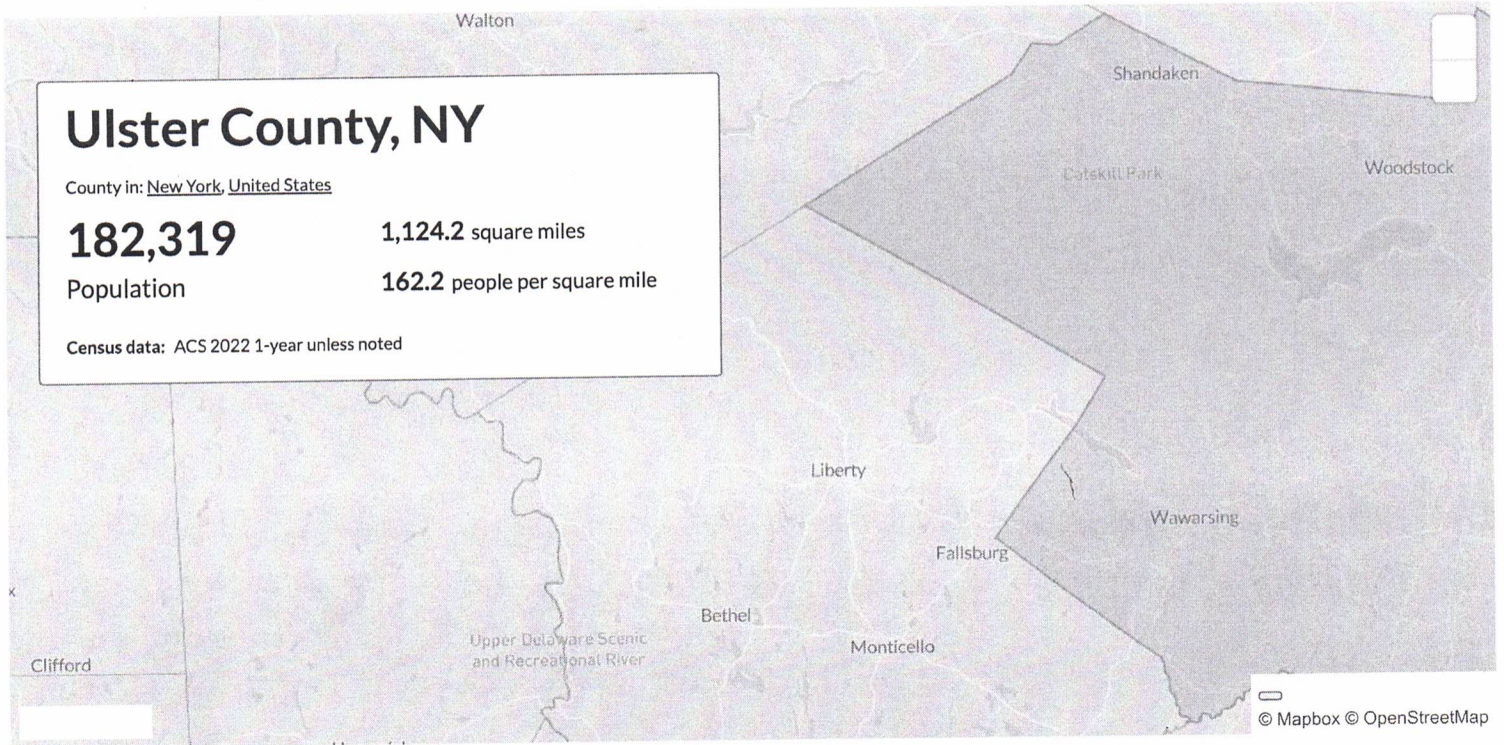 Walton
Ulster County, NY
County in: New York, United States
182,319
Population
1,124.2 square miles
162.2 people per square mile
Census data: ACS 2022 1-year unless noted
Shandaken
Catskill Park
Woodstock
Liberty
Wawarsing
Fallsburg
Bethel
Monticello
Upper Delaware Scenic
and Recreational River
Clifford
x
© Mapbox © OpenStreetMap